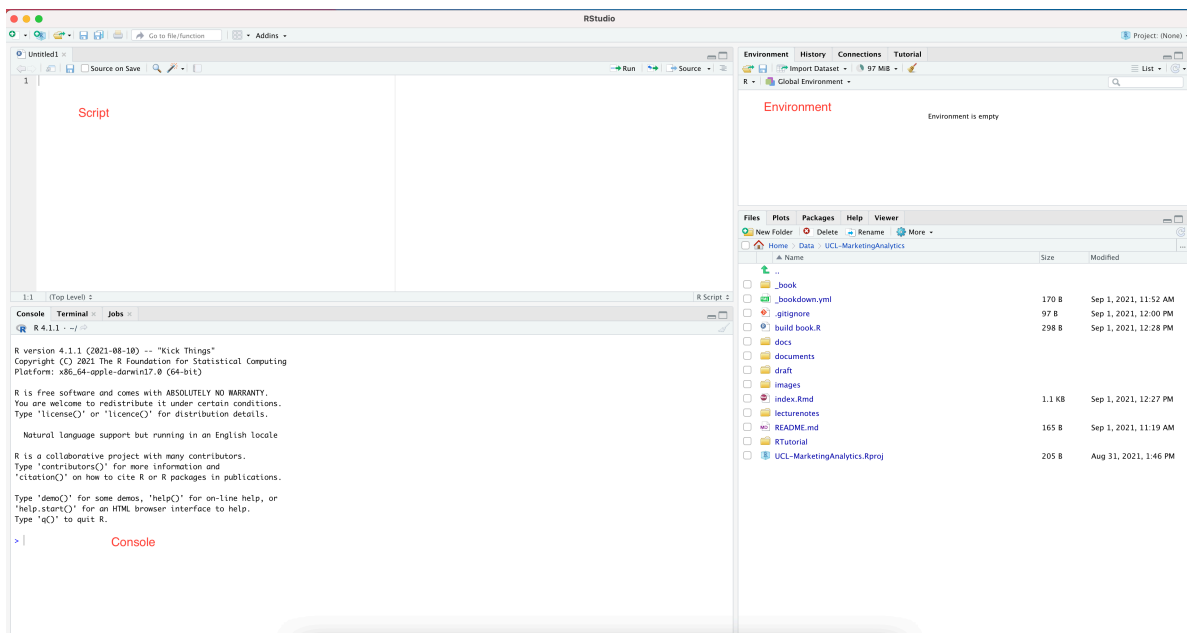 RStudio
Go to file/function
Addins
Project: (None)
Untitled1
Source on Save
Run
Source
1
Script
1:1 (Top Level) R Script
Console Terminal Jobs
R 4.1.1 · ~/
R version 4.1.1 (2021-08-10) -- "Kick Things"
Copyright (C) 2021 The R Foundation for Statistical Computing
Platform: x86_64-apple-darwin17.0 (64-bit)
R is free software and comes with ABSOLUTELY NO WARRANTY.
You are welcome to redistribute it under certain conditions.
Type 'license()' or 'licence()' for distribution details.
Natural language support but running in an English locale
R is a collaborative project with many contributors.
Type 'contributors()' for more information and
'citation()' on how to cite R or R packages in publications.
Type 'demo()' for some demos, 'help()' for on-line help, or
'help.start()' for an HTML browser interface to help.
Type 'q()' to quit R.
>
Console
Environment History Connections Tutorial
Import Dataset 97 MiB List
R Global Environment
Environment
Environment is empty
Files Plots Packages Help Viewer
New Folder Delete Rename More
Home Data UCL-MarketingAnalytics ...
Name Size Modified
..
_book
_bookdown.yml 170 B Sep 1, 2021, 11:52 AM
.gitignore 97 B Sep 1, 2021, 12:00 PM
build book.R 298 B Sep 1, 2021, 12:28 PM
docs
documents
draft
images
index.Rmd 1.1 KB Sep 1, 2021, 12:27 PM
lecturenotes
README.md 165 B Sep 1, 2021, 11:19 AM
RTutorial
UCL-MarketingAnalytics.Rproj 205 B Aug 31, 2021, 1:46 PM